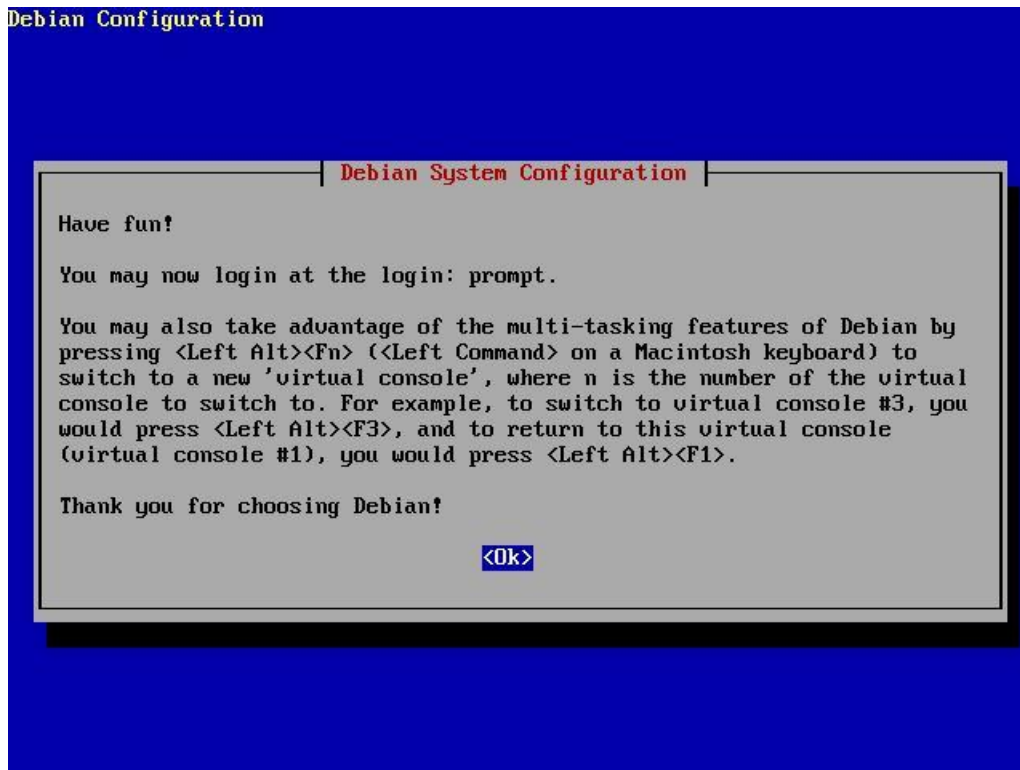 Debian Configuration
Debian System Configuration
Have fun!
You may now login at the login: prompt.
You may also take advantage of the multi-tasking features of Debian by
pressing <Left Alt><Fn> (<Left Command> on a Macintosh keyboard) to
switch to a new 'virtual console', where n is the number of the virtual
console to switch to. For example, to switch to virtual console #3, you
would press <Left Alt><F3>, and to return to this virtual console
(virtual console #1), you would press <Left Alt><F1>.
Thank you for choosing Debian!
<Ok>